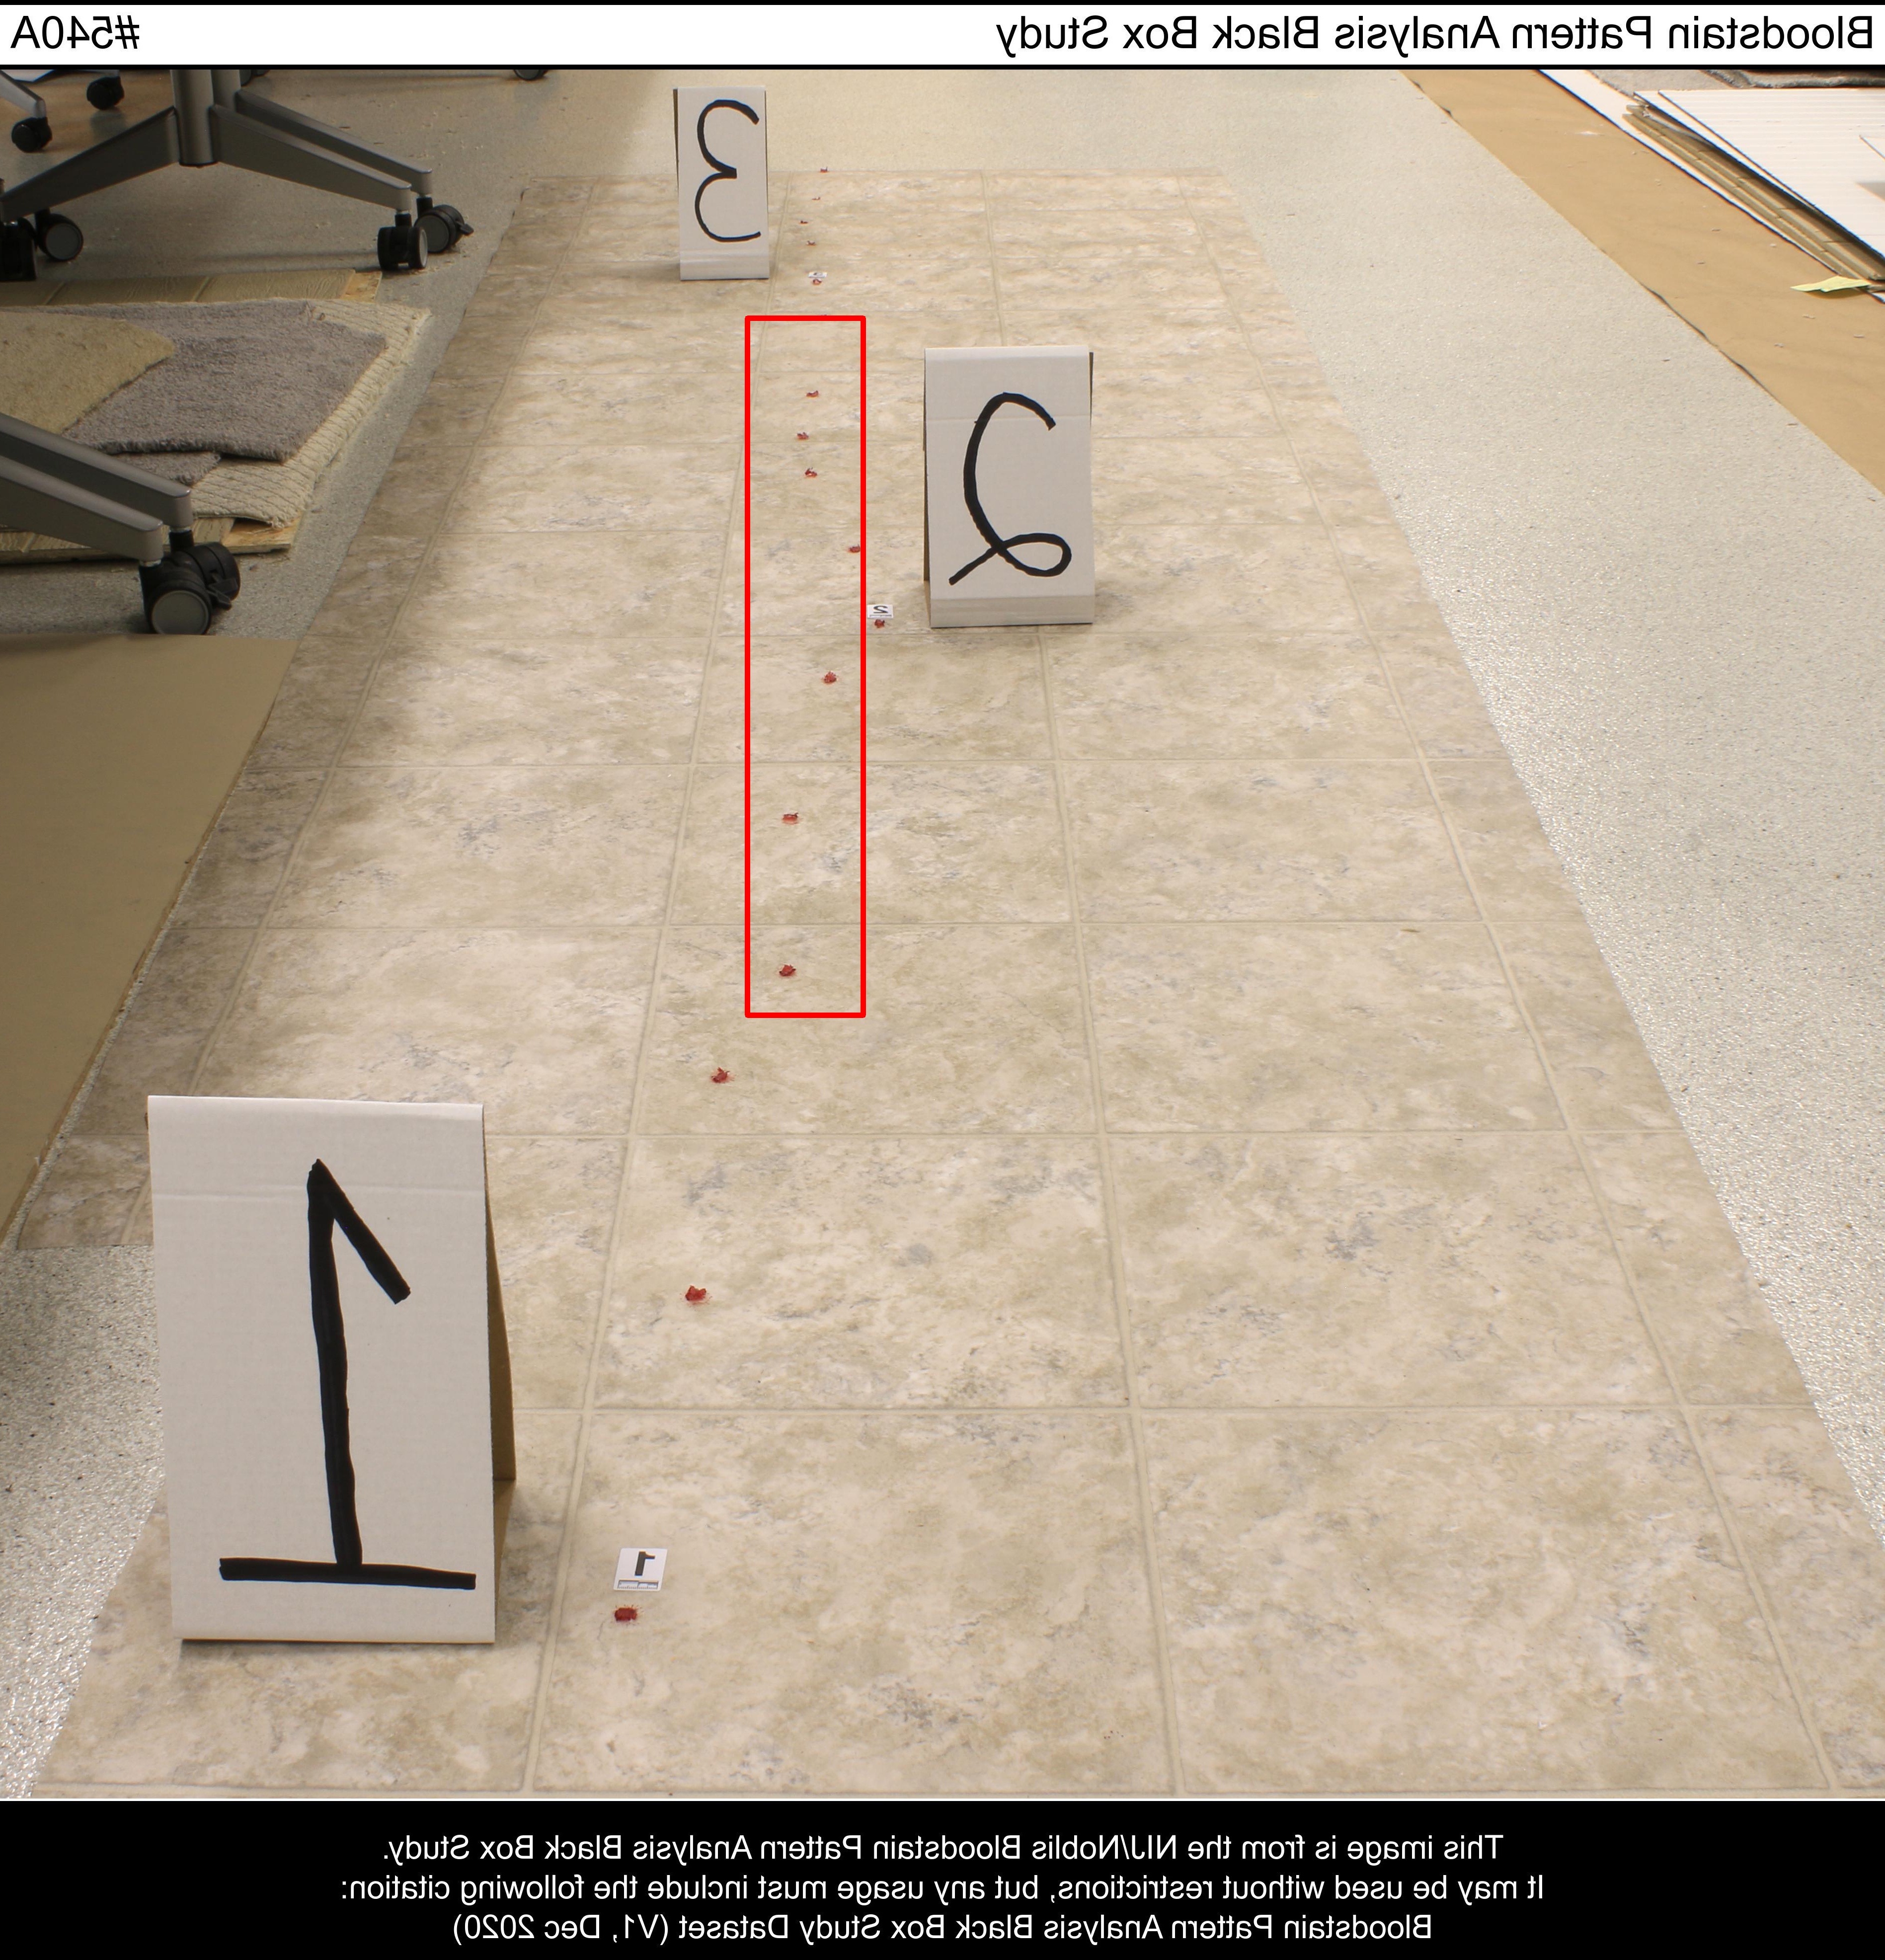 Bloodstain Pattern Analysis Black Box Study #540A
3
2
2
1
1
This image is from the NIJ/Noblis Bloodstain Pattern Analysis Black Box Study.
It may be used without restrictions, but any usage must include the following citation:
Bloodstain Pattern Analysis Black Box Study Dataset (V1, Dec 2020)